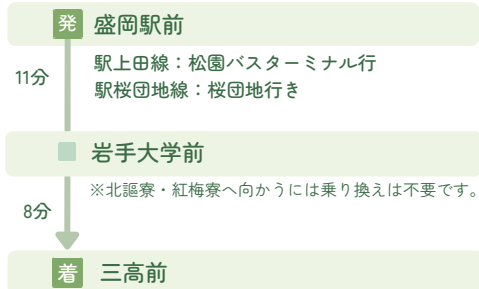 発 盛岡駅前
駅上田線：松園バスターミナル行
駅桜団地線：桜団地行き
11分
岩手大学前
※北謳寮・紅梅寮へ向かうには乗り換えは不要です。
8分
着 三高前